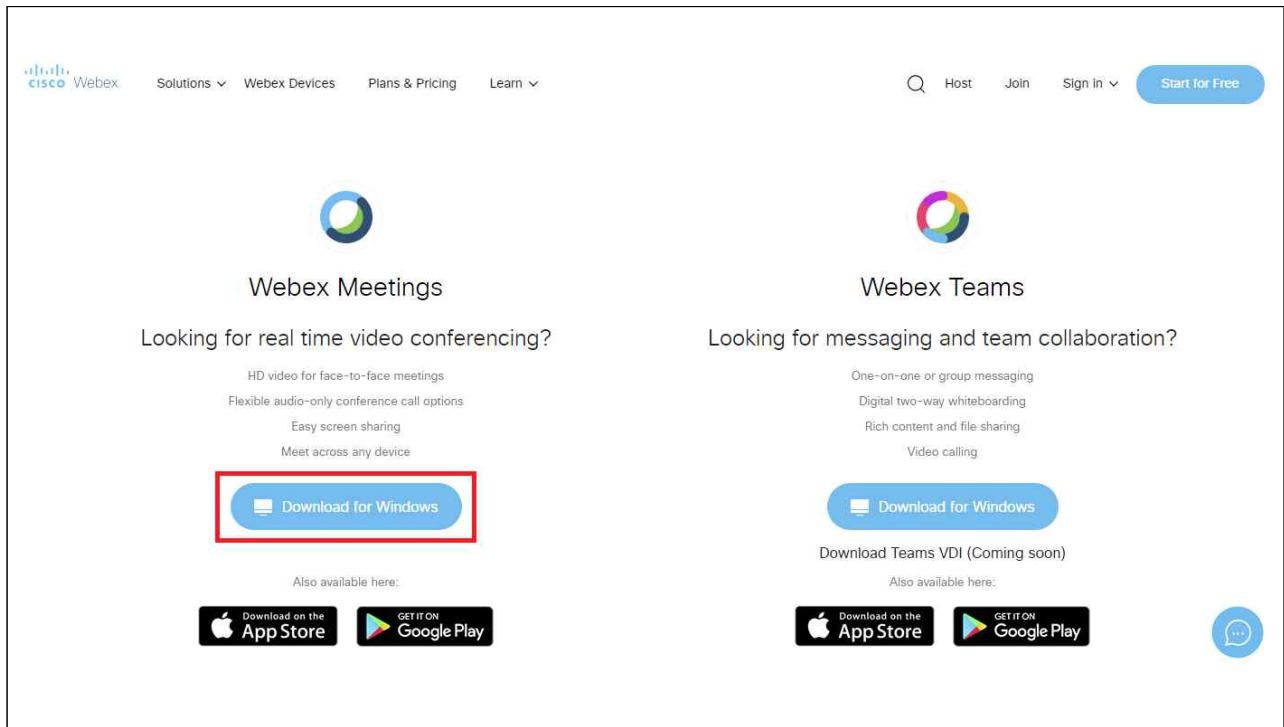 CISCO Webex
Solutions Webex Devices Plans & Pricing Learn
Host Join Sign in Start for Free
Webex Meetings
Looking for real time video conferencing?
HD video for face-to-face meetings
Flexible audio-only conference call options
Easy screen sharing
Meet across any device
Download for Windows
Also available here:
Download on the
App Store
GET IT ON
Google Play
Webex Teams
Looking for messaging and team collaboration?
One-on-one or group messaging
Digital two-way whiteboarding
Rich content and file sharing
Video calling
Download for Windows
Download Teams VDI (Coming soon)
Also available here:
Download on the
App Store
GET IT ON
Google Play